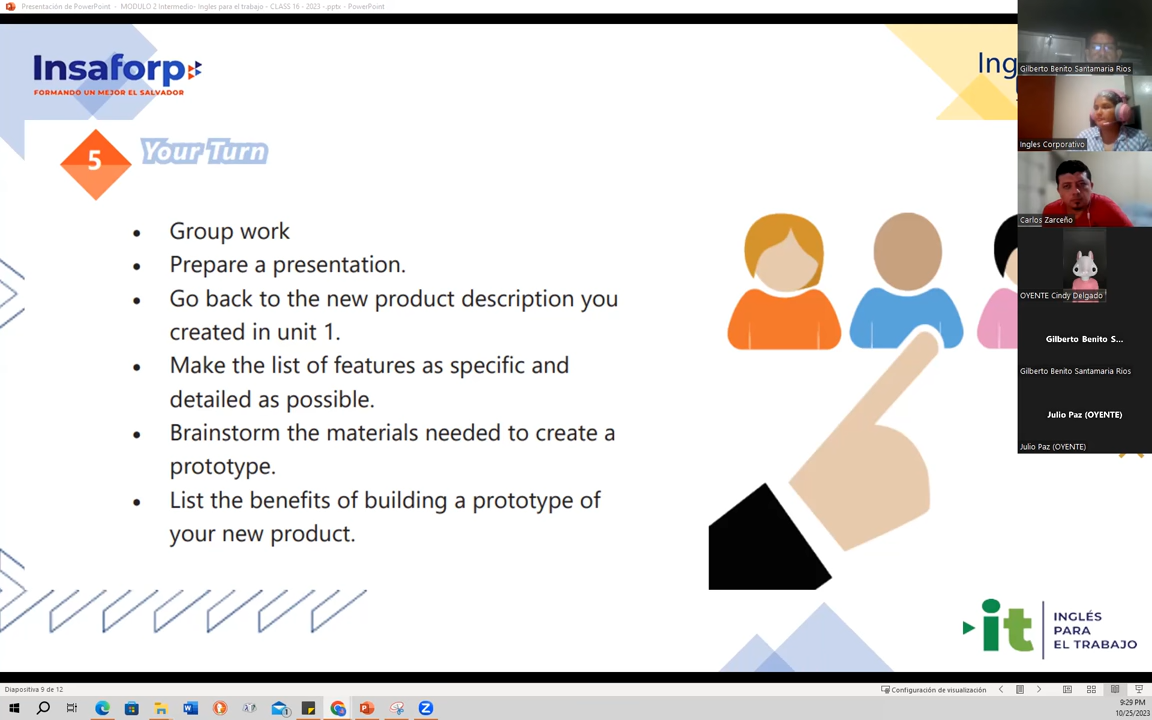 Presentación de PowerPoint - MODULO 2 Intermedio- Ingles para el trabajo - CLASS 16 - 2023 - .pptx - PowerPoint
Insaforp
FORMANDO UN MEJOR EL SALVADOR
Ing
5
Your Turn
• Group work
• Prepare a presentation.
• Go back to the new product description you
created in unit 1.
• Make the list of features as specific and
detailed as possible.
• Brainstorm the materials needed to create a
prototype.
• List the benefits of building a prototype of
your new product.
Gilberto Benito Santamaria Rios
Ingles Corporativo
Carlos Zarceño
OYENTE Cindy Delgado
Gilberto Benito S...
Gilberto Benito Santamaria Rios
Julio Paz (OYENTE)
Julio Paz (OYENTE)
it
INGLÉS
PARA
EL TRABAJO
Diapositiva 9 de 12
Configuración de visualización
9:29 PM
10/25/2023